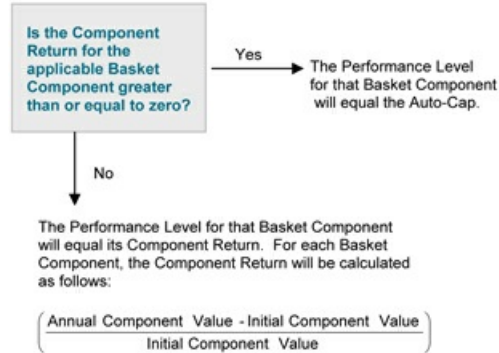 Is the Component
Return for the
applicable Basket
Component greater
than or equal to zero?
Yes
The Performance Level
for that Basket Component
will equal the Auto-Cap.
No
The Performance Level for that Basket Component
will equal its Component Return. For each Basket
Component, the Component Return will be calculated
as follows:
Annual Component Value - Initial Component Value
Initial Component Value